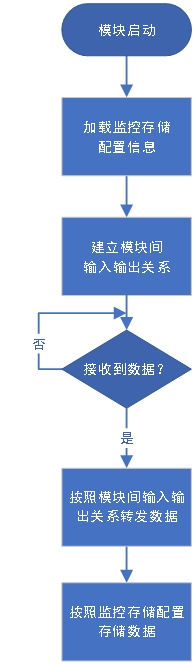 模块启动
加载监控存储
配置信息
建立模块间
输入输出关系
接收到数据？
否
是
按照模块间输入输
出关系转发数据
按照监控存储配置
存储数据